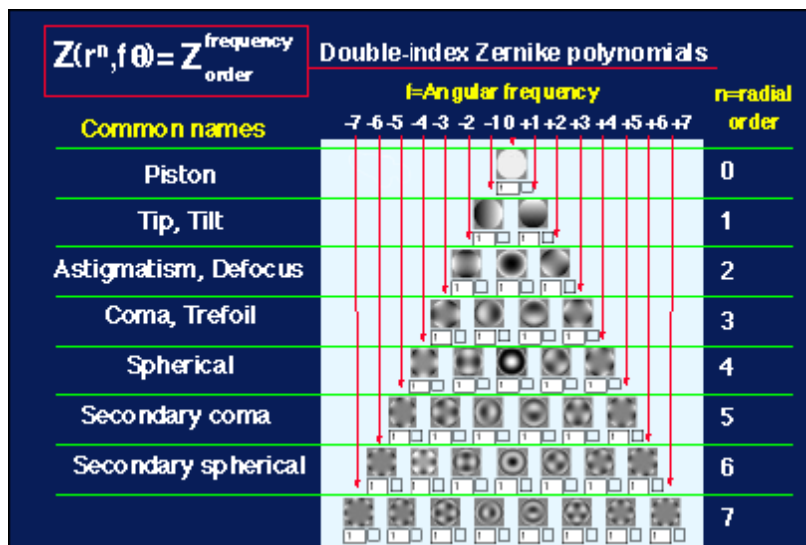 Z(rⁿ,fθ)= Z frequency order
Double-index Zernike polynomials
f=Angular frequency
n=radial order
Common names
-7 -6 -5 -4 -3 -2 -1 0 +1 +2 +3 +4 +5 +6 +7
Piston 0
Tip, Tilt 1
Astigmatism, Defocus 2
Coma, Trefoil 3
Spherical 4
Secondary coma 5
Secondary spherical 6
7